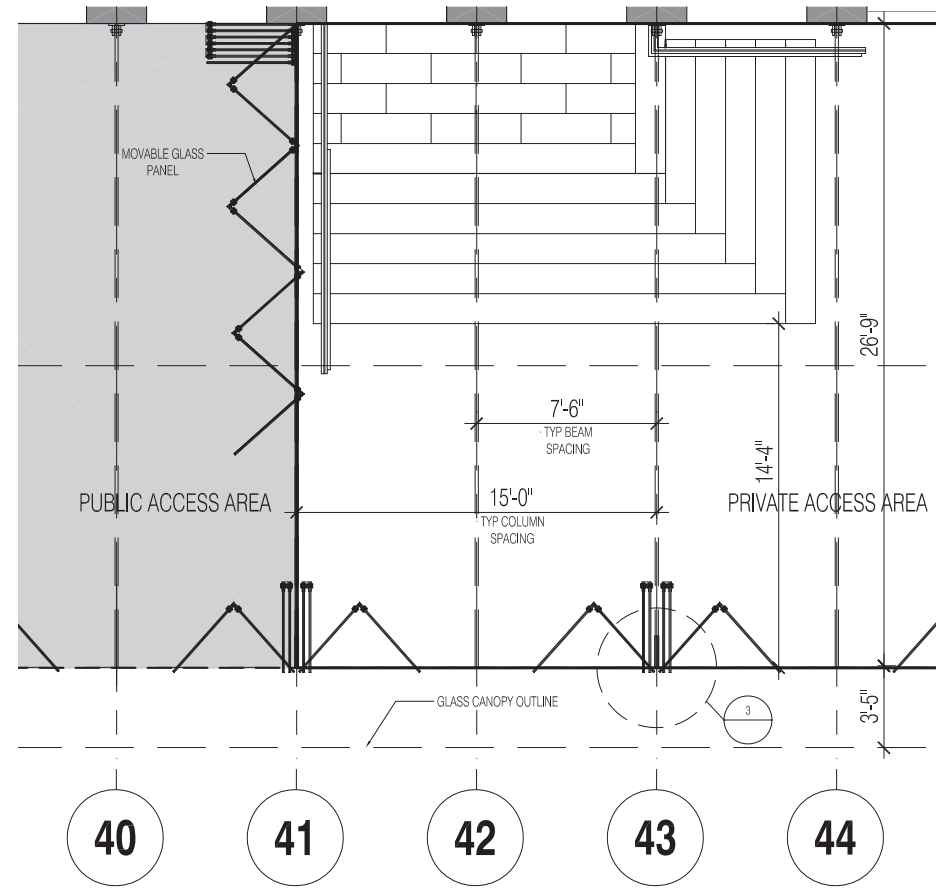 MOVABLE GLASS
PANEL
26'-9"
7'-6"
TYP BEAM
SPACING
14'-4"
PUBLIC ACCESS AREA
15'-0"
TYP COLUMN
SPACING
PRIVATE ACCESS AREA
GLASS CANOPY OUTLINE
3
3'-5"
40
41
42
43
44